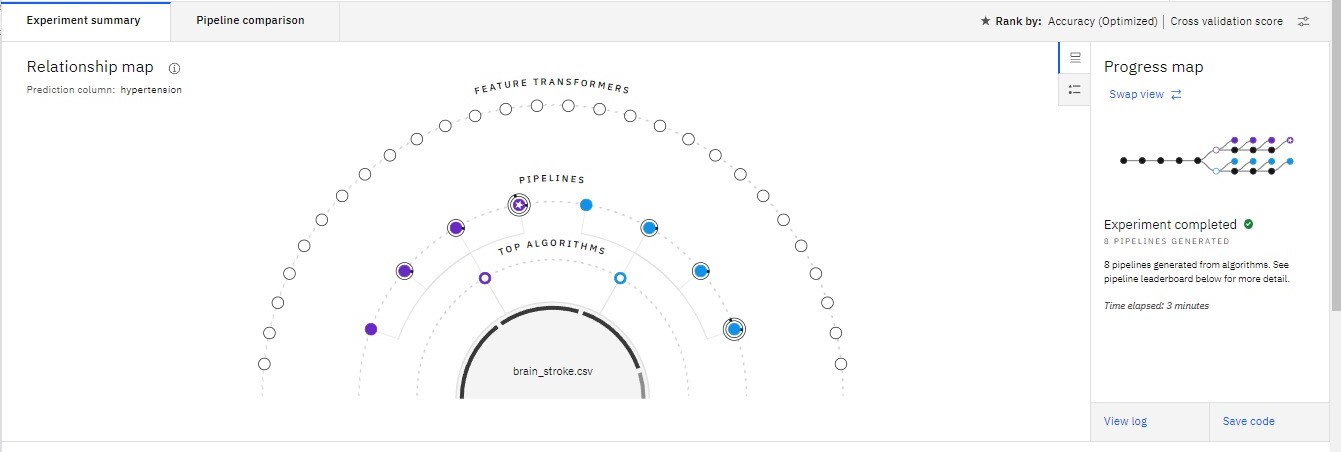 Experiment summary
Pipeline comparison
Rank by: Accuracy (Optimized) | Cross validation score
Relationship map
Prediction column: hypertension
FEATURE TRANSFORMERS
PIPELINES
TOP ALGORITHMS
brain_stroke.csv
Progress map
Swap view
Experiment completed
8 PIPELINES GENERATED
8 pipelines generated from algorithms. See
pipeline leaderboard below for more detail.
Time elapsed: 3 minutes
View log
Save code